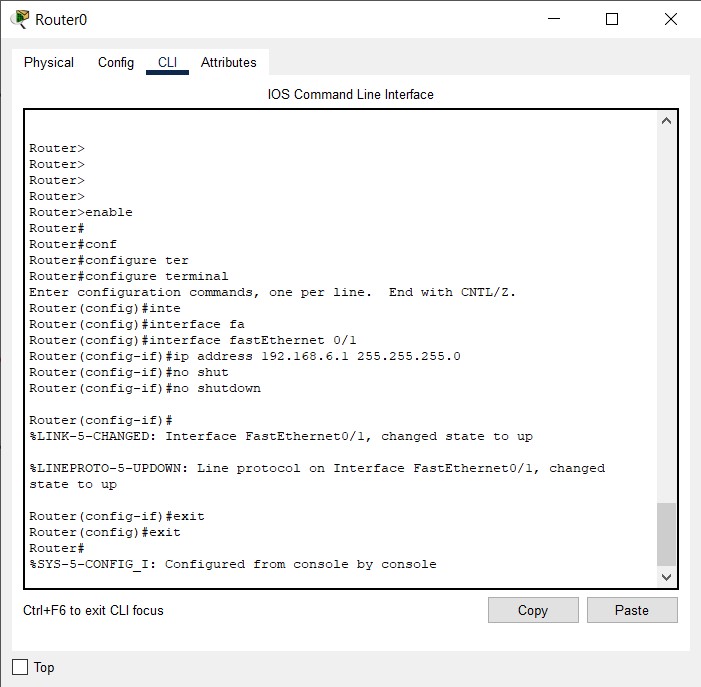 Router0
Physical Config CLI Attributes
IOS Command Line Interface
Router>
Router>
Router>
Router>
Router>enable
Router#
Router#conf
Router#configure ter
Router#configure terminal
Enter configuration commands, one per line.  End with CNTL/Z.
Router(config)#inte
Router(config)#interface fa
Router(config)#interface fastEthernet 0/1
Router(config-if)#ip address 192.168.6.1 255.255.255.0
Router(config-if)#no shut
Router(config-if)#no shutdown
Router(config-if)#
%LINK-5-CHANGED: Interface FastEthernet0/1, changed state to up
%LINEPROTO-5-UPDOWN: Line protocol on Interface FastEthernet0/1, changed
state to up
Router(config-if)#exit
Router(config)#exit
Router#
%SYS-5-CONFIG_I: Configured from console by console
Ctrl+F6 to exit CLI focus Copy Paste
Top